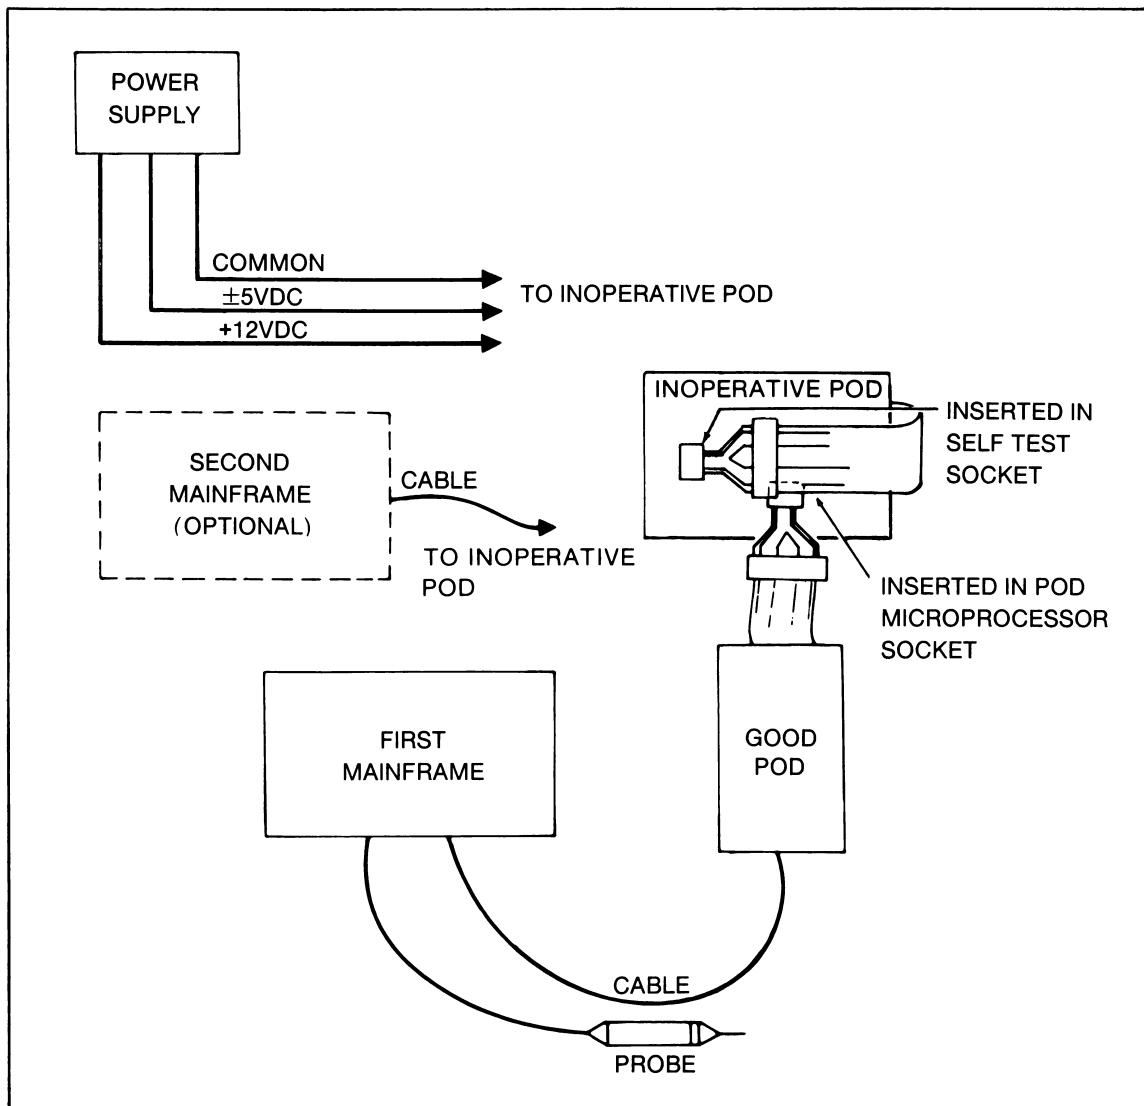 POWER
SUPPLY
COMMON
±5VDC
+12VDC
TO INOPERATIVE POD
INOPERATIVE POD
INSERTED IN
SELF TEST
SOCKET
SECOND
MAINFRAME
(OPTIONAL)
CABLE
TO INOPERATIVE
POD
INSERTED IN POD
MICROPROCESSOR
SOCKET
FIRST
MAINFRAME
GOOD
POD
CABLE
PROBE